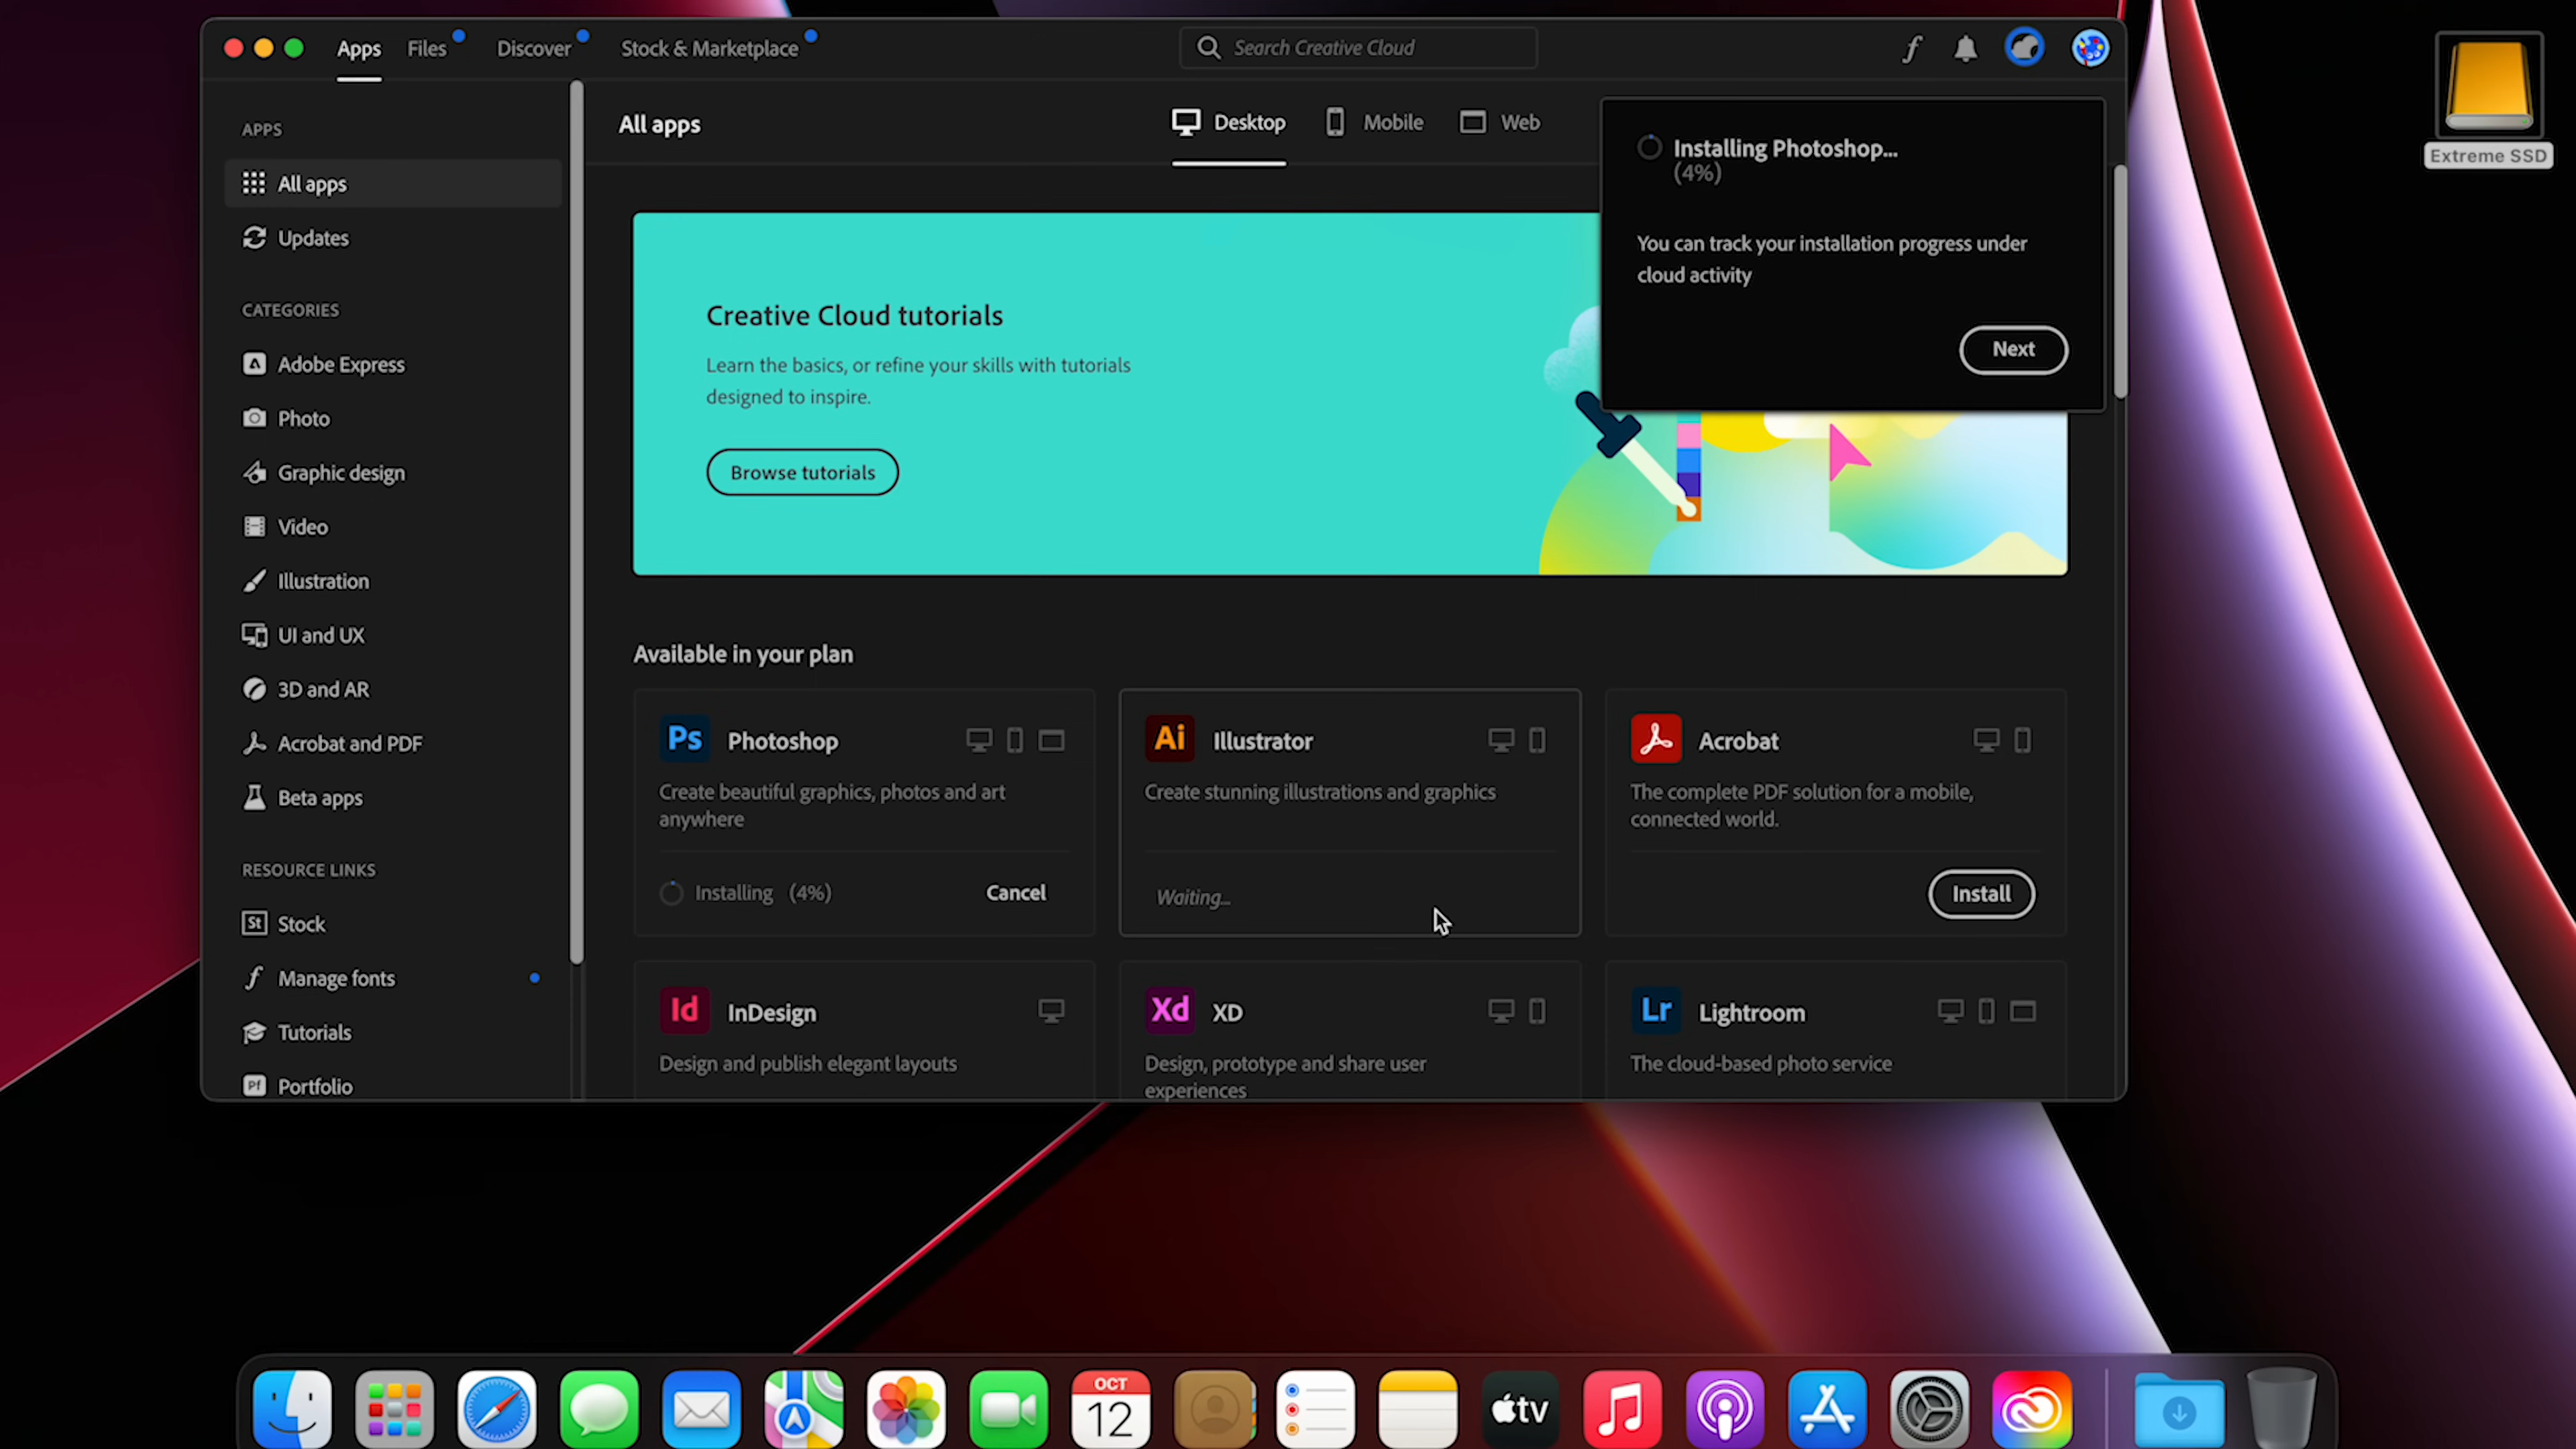 Apps
Files
Discover
Stock & Marketplace
Search Creative Cloud
Extreme SSD
APPS
All apps
Updates
CATEGORIES
Adobe Express
Photo
Graphic design
Video
Illustration
UI and UX
3D and AR
Acrobat and PDF
Beta apps
RESOURCE LINKS
St Stock
Manage fonts
Tutorials
Pf Portfolio
All apps
Desktop
Mobile
Web
Installing Photoshop...
(4%)
You can track your installation progress under
cloud activity
Next
Creative Cloud tutorials
Learn the basics, or refine your skills with tutorials
designed to inspire.
Browse tutorials
Available in your plan
Ps Photoshop
Create beautiful graphics, photos and art
anywhere
Installing (4%)
Cancel
Ai Illustrator
Create stunning illustrations and graphics
Waiting...
Acrobat
The complete PDF solution for a mobile,
connected world.
Install
Id InDesign
Design and publish elegant layouts
Xd XD
Design, prototype and share user
experiences
Lr Lightroom
The cloud-based photo service
OCT
12
tv